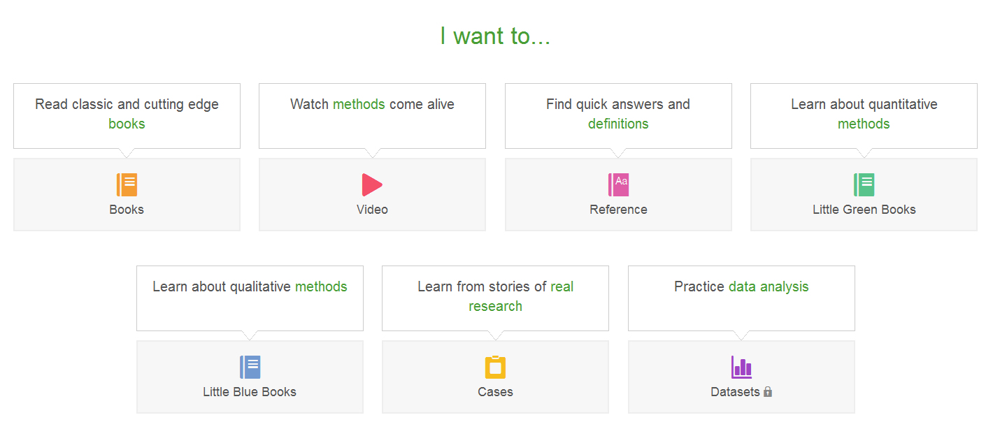 I want to...
Read classic and cutting edge
books
Watch methods come alive
Find quick answers and
definitions
Learn about quantitative
methods
Books
Video
Aa
Reference
Little Green Books
Learn about qualitative methods
Learn from stories of real
research
Practice data analysis
Little Blue Books
Cases
Datasets